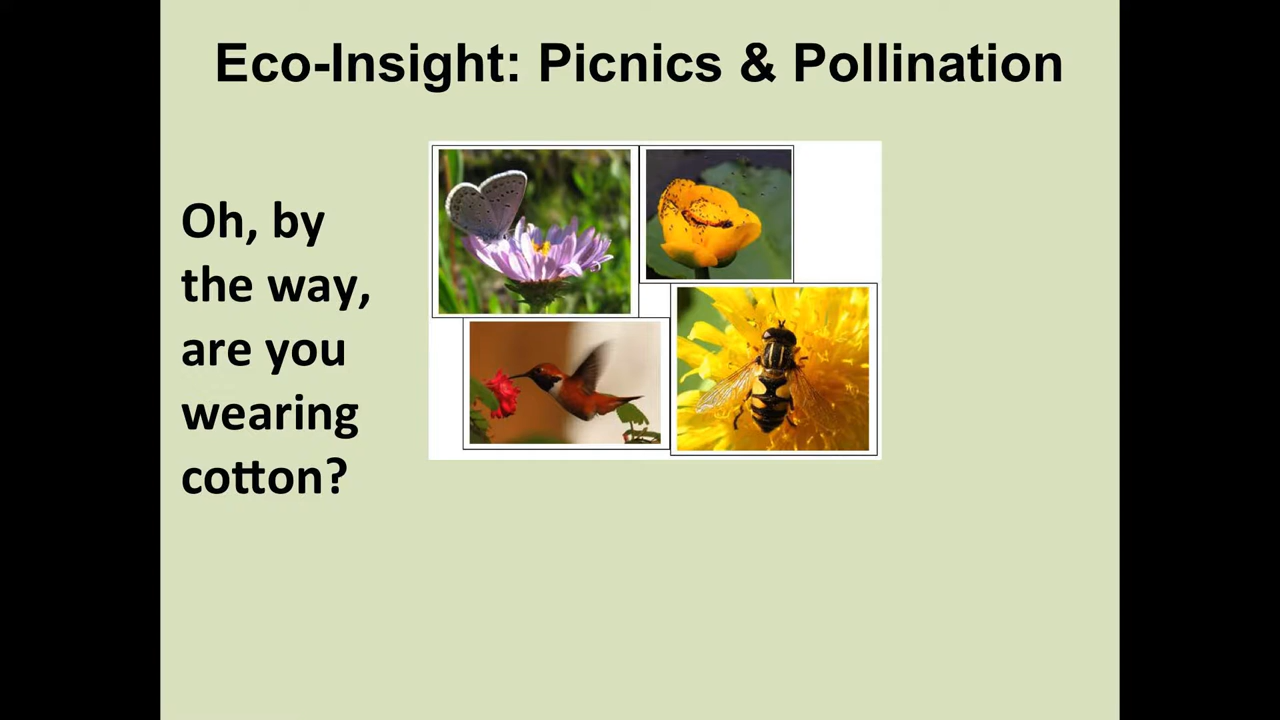 Eco-Insight: Picnics & Pollination
Oh, by
the way,
are you
wearing
cotton?